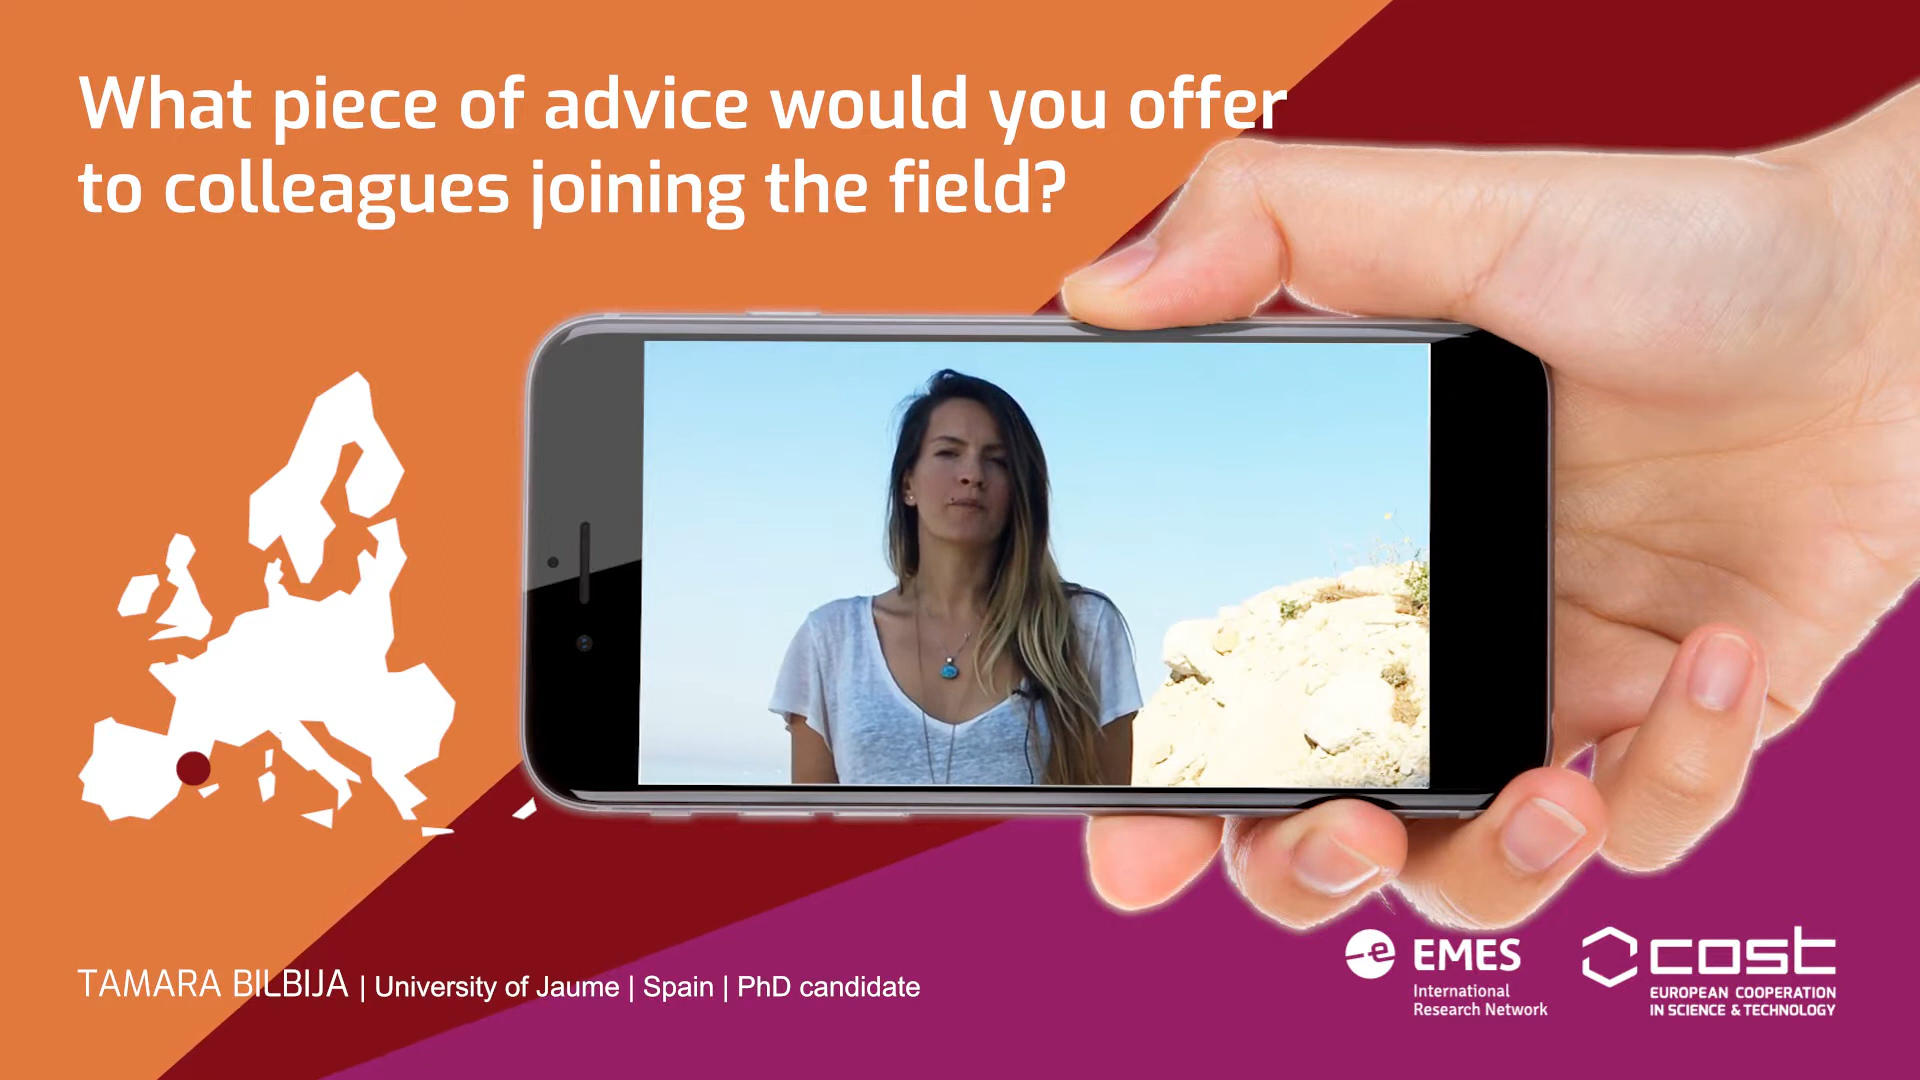 What piece of advice would you offer
to colleagues joining the field?
TAMARA BILBIJA | University of Jaume | Spain | PhD candidate
e EMES
International
Research Network
cost
EUROPEAN COOPERATION
IN SCIENCE & TECHNOLOGY